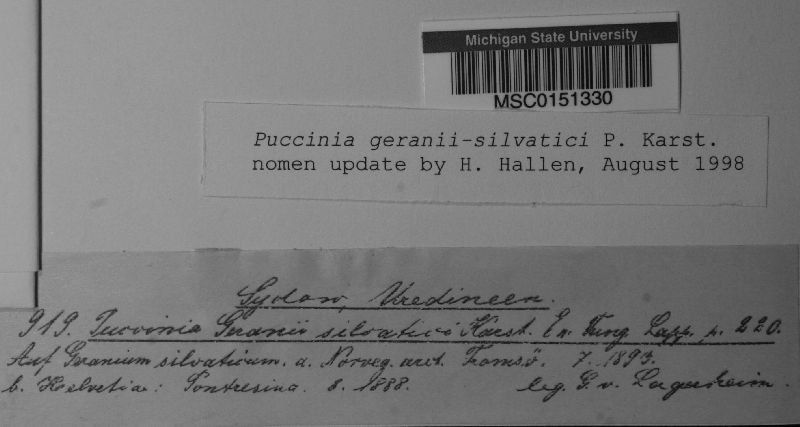 Michigan State University
MSC0151330
Puccinia geranii-silvatici P. Karst.
nomen update by H. Hallen, August 1998
Sydow, Uredineen.
919. Puccinia Geranii silvatici Karst. En. Fung. Lapp. p. 220.
Auf Geranium silvaticum. a. Norveg. arct. Tromsö. 7. 1893.
b. Helvetia: Pontresina. 8. 1888. leg. G. v. Lagerheim.